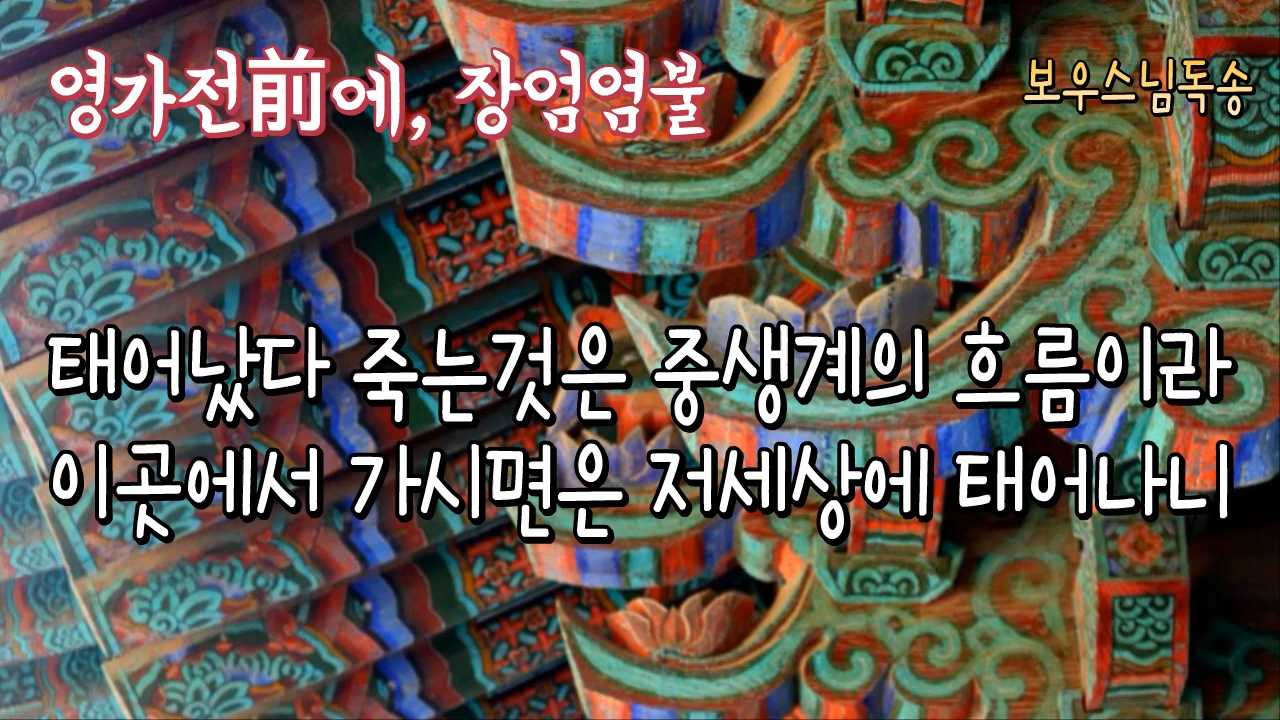 영가전前에, 장엄염불
보우스님독송
태어났다 죽는것은 중생계의 흐름이라
이곳에서 가시면은 저세상에 태어나니